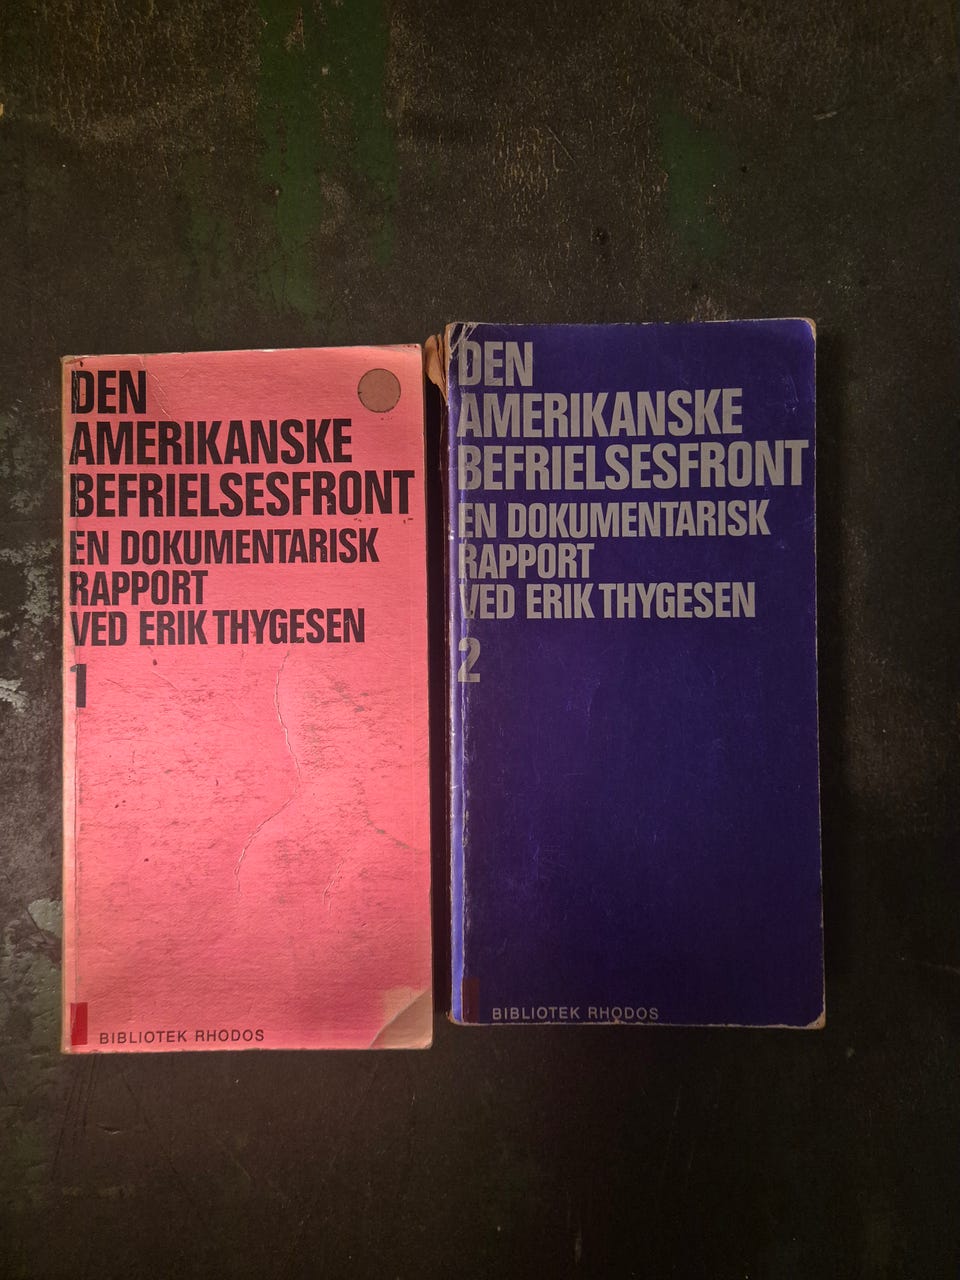 DEN
AMERIKANSKE
BEFRIELSESFRONT
EN DOKUMENTARISK
RAPPORT
VED ERIK THYGESEN
1
BIBLIOTEK RHODOS
DEN
AMERIKANSKE
BEFRIELSESFRONT
EN DOKUMENTARISK
RAPPORT
VED ERIK THYGESEN
2
BIBLIOTEK RHODOS